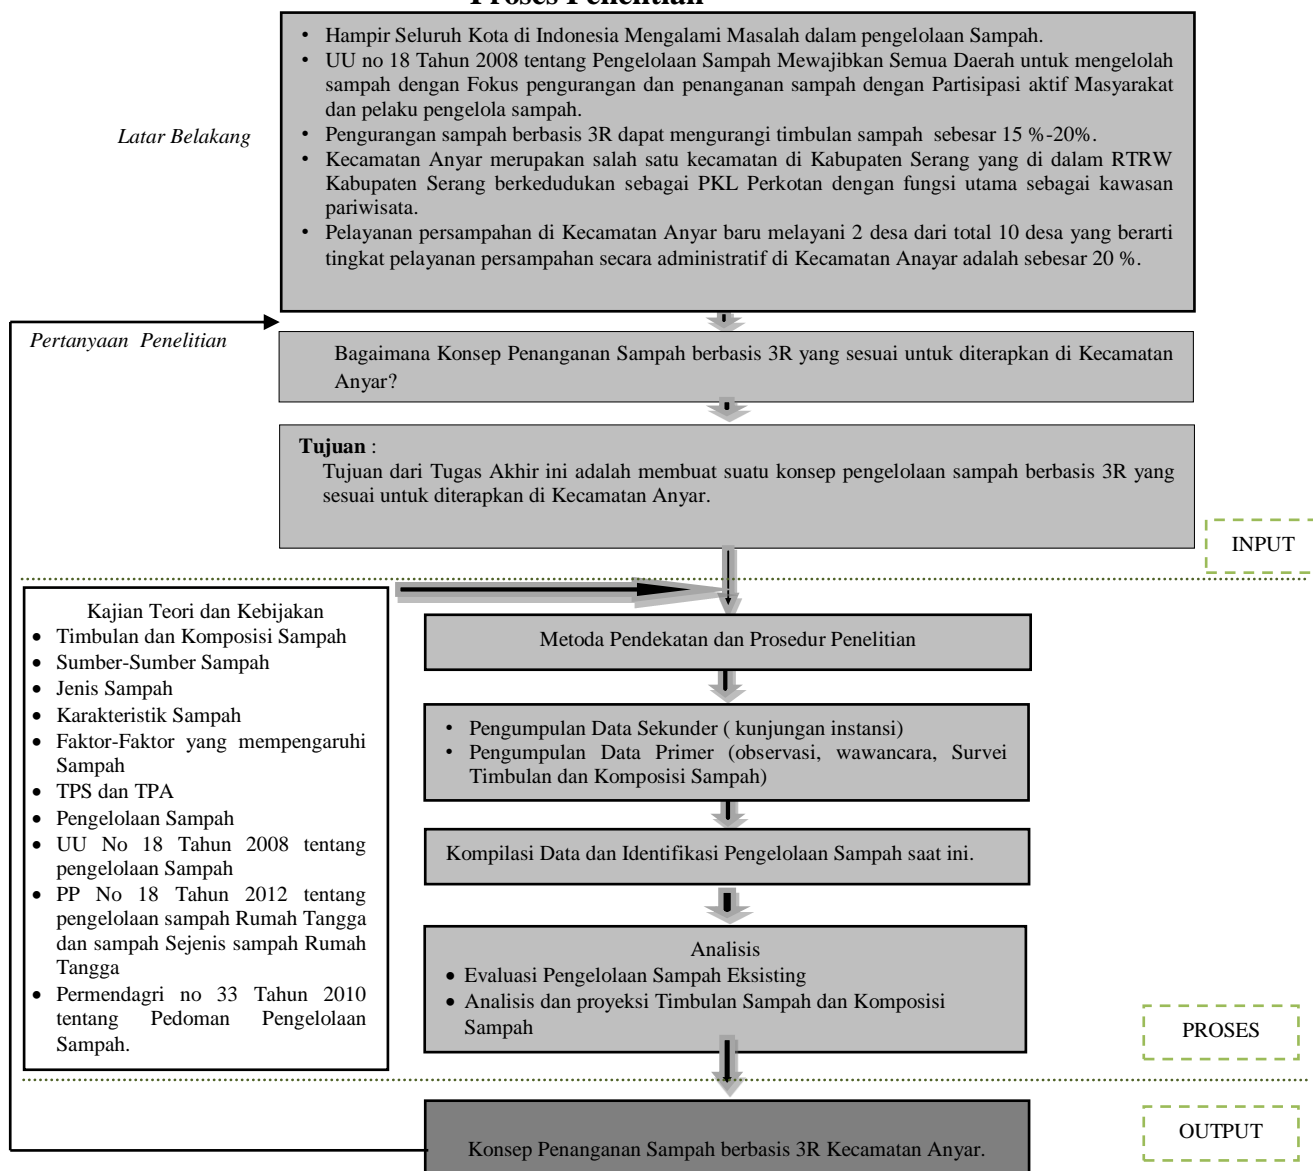 Proses Penelitian
• Hampir Seluruh Kota di Indonesia Mengalami Masalah dalam pengelolaan Sampah.
• UU no 18 Tahun 2008 tentang Pengelolaan Sampah Mewajibkan Semua Daerah untuk mengelolah
sampah dengan Fokus pengurangan dan penanganan sampah dengan Partisipasi aktif Masyarakat
dan pelaku pengelola sampah.
Latar Belakang
• Pengurangan sampah berbasis 3R dapat mengurangi timbulan sampah sebesar 15 %-20%.
• Kecamatan Anyar merupakan salah satu kecamatan di Kabupaten Serang yang di dalam RTRW
Kabupaten Serang berkedudukan sebagai PKL Perkotan dengan fungsi utama sebagai kawasan
pariwisata.
• Pelayanan persampahan di Kecamatan Anyar baru melayani 2 desa dari total 10 desa yang berarti
tingkat pelayanan persampahan secara administratif di Kecamatan Anayar adalah sebesar 20 %.
Pertanyaan Penelitian
Bagaimana Konsep Penanganan Sampah berbasis 3R yang sesuai untuk diterapkan di Kecamatan
Anyar?
Tujuan :
Tujuan dari Tugas Akhir ini adalah membuat suatu konsep pengelolaan sampah berbasis 3R yang
sesuai untuk diterapkan di Kecamatan Anyar.
INPUT
Kajian Teori dan Kebijakan
• Timbulan dan Komposisi Sampah
• Sumber-Sumber Sampah
• Jenis Sampah
• Karakteristik Sampah
• Faktor-Faktor yang mempengaruhi
Sampah
• TPS dan TPA
• Pengelolaan Sampah
• UU No 18 Tahun 2008 tentang
pengelolaan Sampah
• PP No 18 Tahun 2012 tentang
pengelolaan sampah Rumah Tangga
dan sampah Sejenis sampah Rumah
Tangga
• Permendagri no 33 Tahun 2010
tentang Pedoman Pengelolaan
Sampah.
Metoda Pendekatan dan Prosedur Penelitian
• Pengumpulan Data Sekunder ( kunjungan instansi)
• Pengumpulan Data Primer (observasi, wawancara, Survei
Timbulan dan Komposisi Sampah)
Kompilasi Data dan Identifikasi Pengelolaan Sampah saat ini.
Analisis
• Evaluasi Pengelolaan Sampah Eksisting
• Analisis dan proyeksi Timbulan Sampah dan Komposisi
Sampah
PROSES
Konsep Penanganan Sampah berbasis 3R Kecamatan Anyar.
OUTPUT